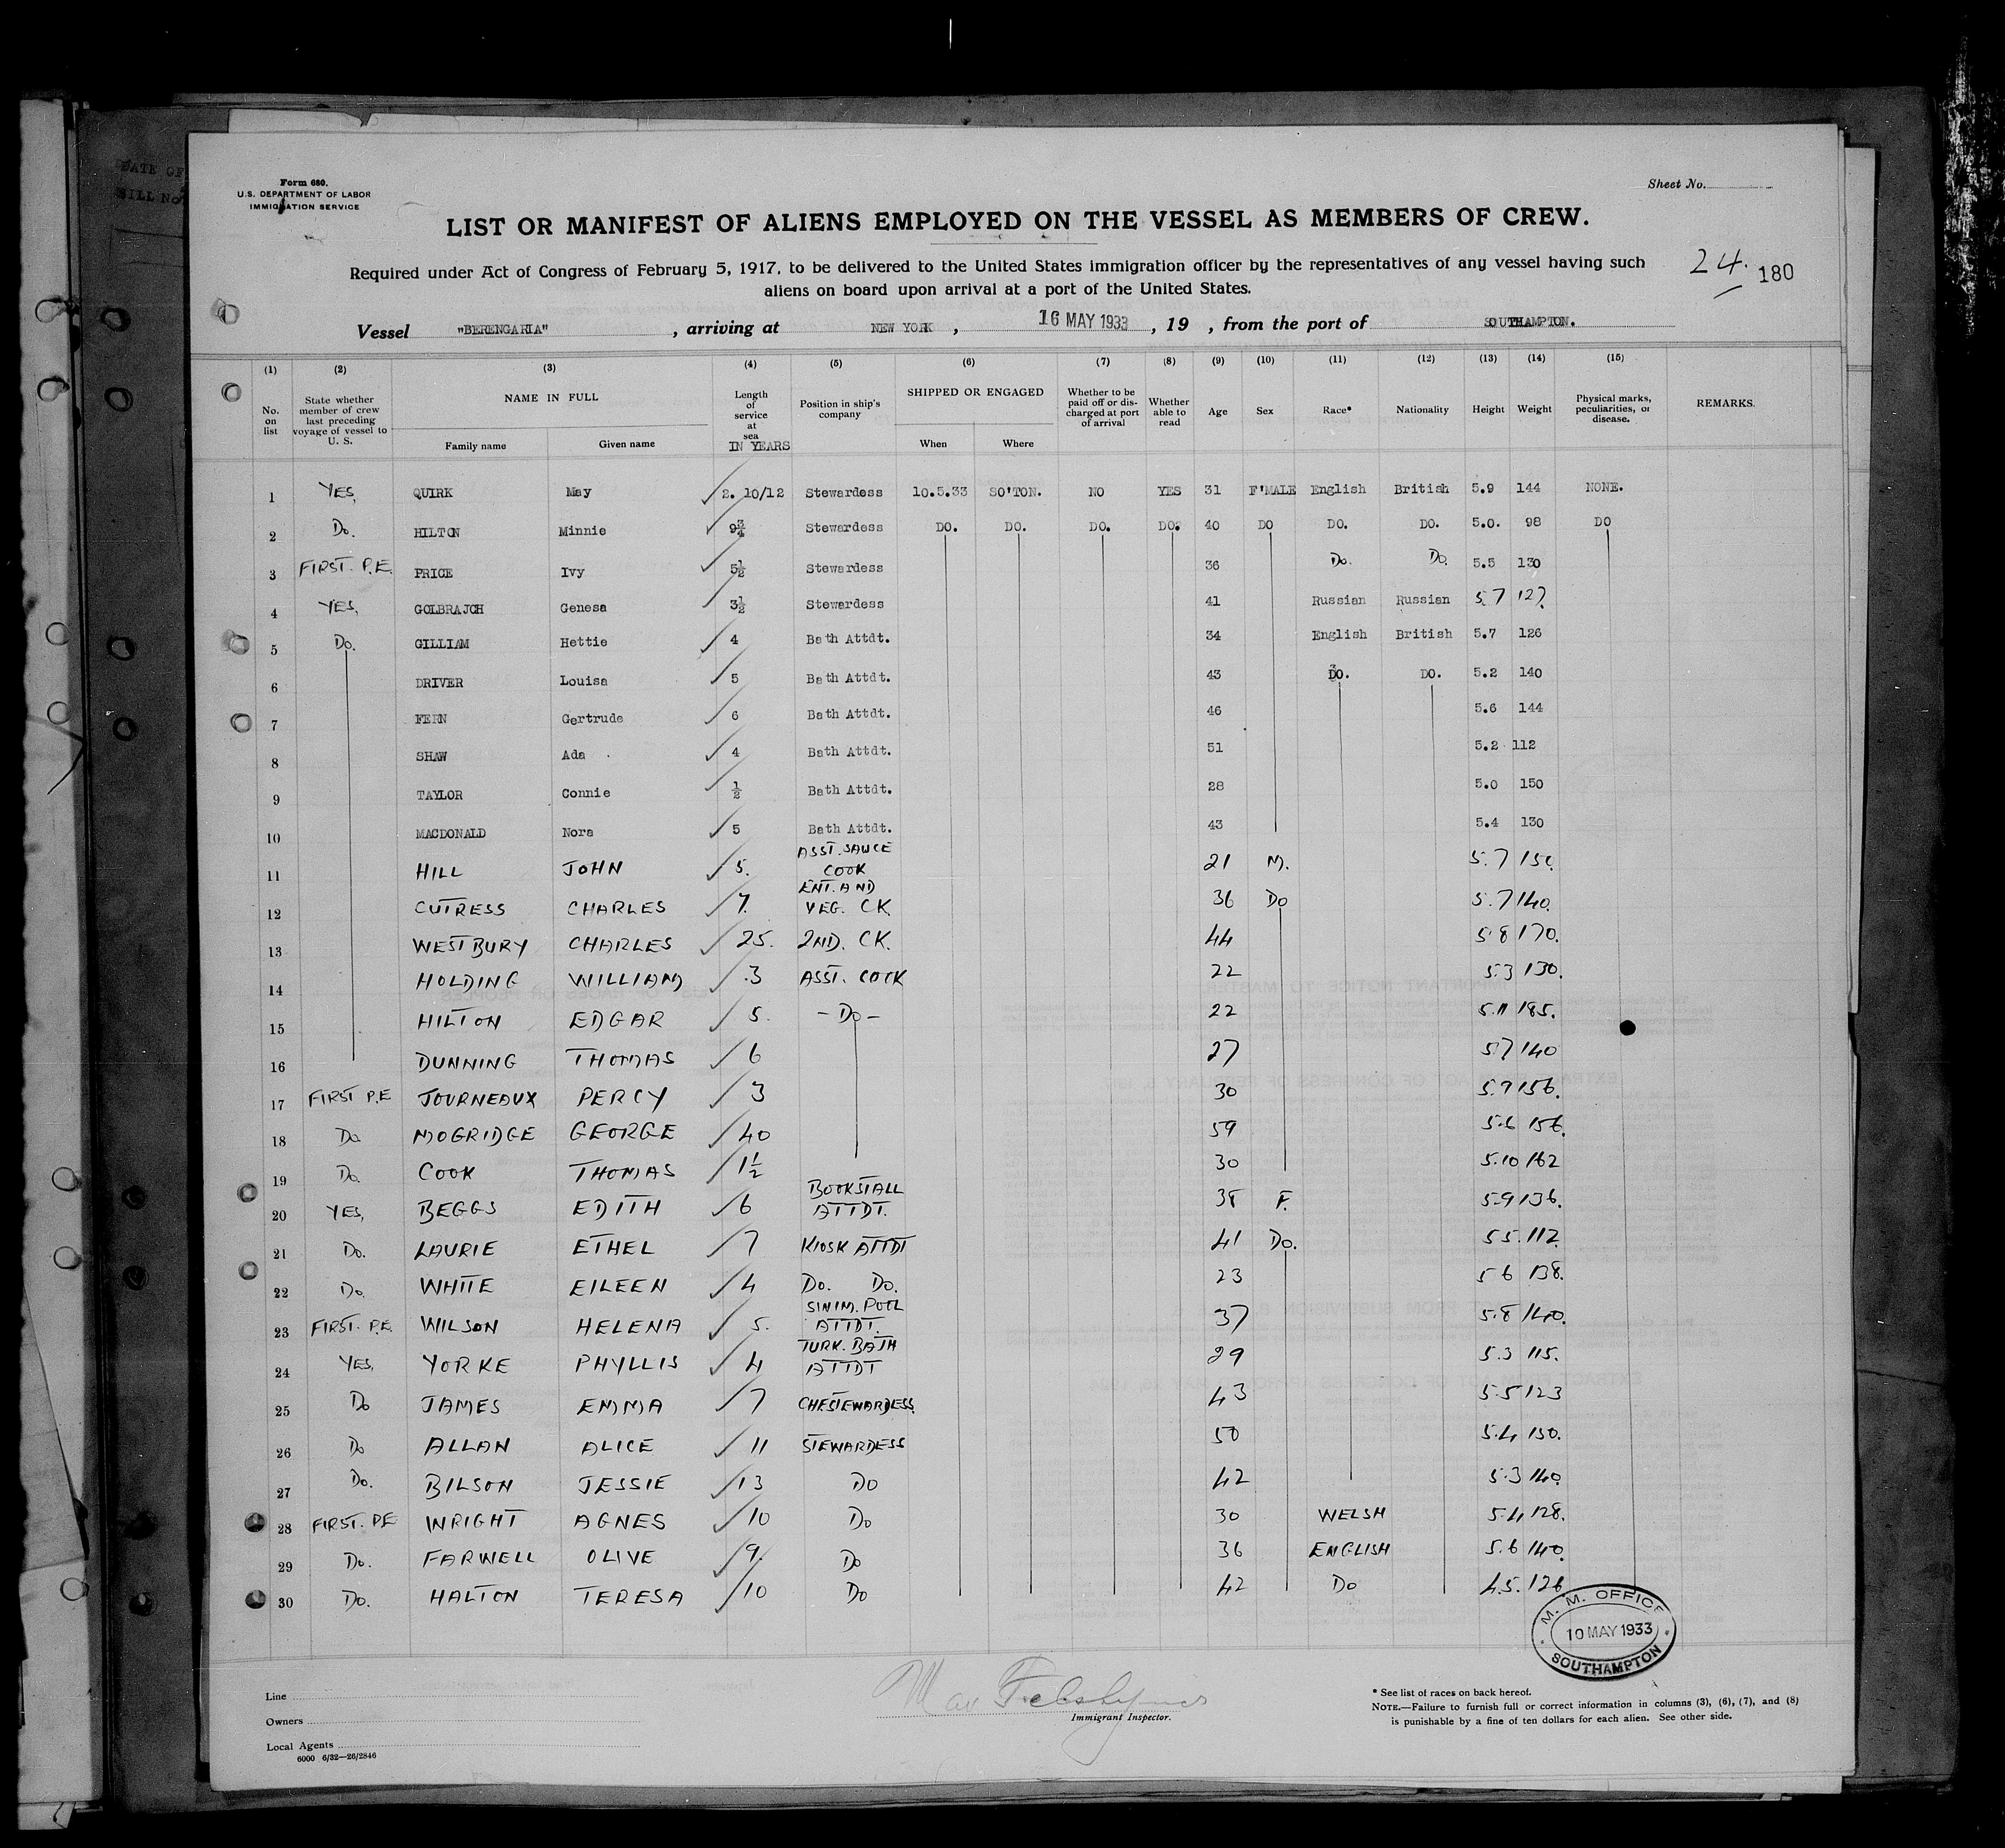 DATE OF
BILL No
Form 680.
U.S. DEPARTMENT OF LABOR
IMMIGRATION SERVICE
Sheet No.
LIST OR MANIFEST OF ALIENS EMPLOYED ON THE VESSEL AS MEMBERS OF CREW.
Required under Act of Congress of February 5, 1917, to be delivered to the United States immigration officer by the representatives of any vessel having such
aliens on board upon arrival at a port of the United States.
24. 180
Vessel "BERENGARIA" , arriving at NEW YORK , 16 MAY 1933 , 19 , from the port of SOUTHAMPTON.
(1) (2) (3) (4) (5) (6) (7) (8) (9) (10) (11) (12) (13) (14) (15)
No. on list
State whether member of crew last preceding voyage of vessel to U. S.
NAME IN FULL
Family name Given name
Length of service at sea IN YEARS
Position in ship's company
SHIPPED OR ENGAGED
When Where
Whether to be paid off or discharged at port of arrival
Whether able to read
Age Sex Race* Nationality Height Weight
Physical marks, peculiarities, or disease.
REMARKS.
1 YES, QUIRK May 2. 10/12 Stewardess 10.5.33 SO'TON. NO YES 31 F'MALE English British 5.9 144 NONE.
2 Do. HILTON Minnie 9¾ Stewardess DO. DO. DO. DO. 40 DO DO. DO. 5.0. 98 DO
3 FIRST. P.E. PRICE Ivy 5½ Stewardess 36 Do. Do. 5.5 130
4 YES, GOLBRAJCH Genesa 3½ Stewardess 41 Russian Russian 5.7 127.
5 Do. GILLIAM Hettie 4 Bath Attdt. 34 English British 5.7 126
6 DRIVER Louisa 5 Bath Attdt. 43 DO. DO. 5.2 140
7 FERN Gertrude 6 Bath Attdt. 46 5.6 144
8 SHAW Ada 4 Bath Attdt. 51 5.2 112
9 TAYLOR Connie ½ Bath Attdt. 28 5.0 150
10 MACDONALD Nora 5 Bath Attdt. 43 5.4 130
11 HILL JOHN 5. ASST. SAUCE COOK 21 M. 5.7 150.
12 CUTRESS CHARLES 7. ENT. AND VEG. CK. 36 Do 5.7 140.
13 WESTBURY CHARLES 25. 2ND. CK. 44 5.8 170.
14 HOLDING WILLIAM 3 ASST. COOK 22 5.3 130.
15 HILTON EDGAR 5. - Do - 22 5.11 185.
16 DUNNING THOMAS 6 27 5.7 140
17 FIRST P.E JOURNEAUX PERCY 3 30 5.9 156.
18 Do MOGRIDGE GEORGE 40 59 5.6 156.
19 Do. COOK THOMAS 1½ 30 5.10 162
20 YES, BEGGS EDITH 6 BOOKSTALL ATTDT. 38 F. 5.9 136.
21 Do. LAURIE ETHEL 7 KIOSK ATTDT 41 Do. 5.5. 112.
22 Do. WHITE EILEEN 4 Do. Do. 23 5.6 138.
23 FIRST. P.E. WILSON HELENA 5. SWIM. POOL ATTDT. 37 5.8 140.
24 YES, YORKE PHYLLIS 4 TURK. BATH ATTDT 29 5.3 115.
25 Do JAMES EMMA 7 CH STEWARDESS. 43 5.5 123
26 Do ALLAN ALICE 11 STEWARDESS 50 5.4 130.
27 Do. BILSON JESSIE 13 DO 42 5.3 140.
28 FIRST. P.E WRIGHT AGNES 10 Do 30 WELSH 5.4 128.
29 Do. FARWELL OLIVE 9. Do 36 ENGLISH 5.6 140.
30 Do. HALTON TERESA 10 Do 42 Do 4.5. 126
M. M. OFFICE
10 MAY 1933
SOUTHAMPTON
Line
Owners
Local Agents
6000 6/32—26/2846
Immigrant Inspector.
* See list of races on back hereof.
NOTE.—Failure to furnish full or correct information in columns (3), (6), (7), and (8)
is punishable by a fine of ten dollars for each alien. See other side.